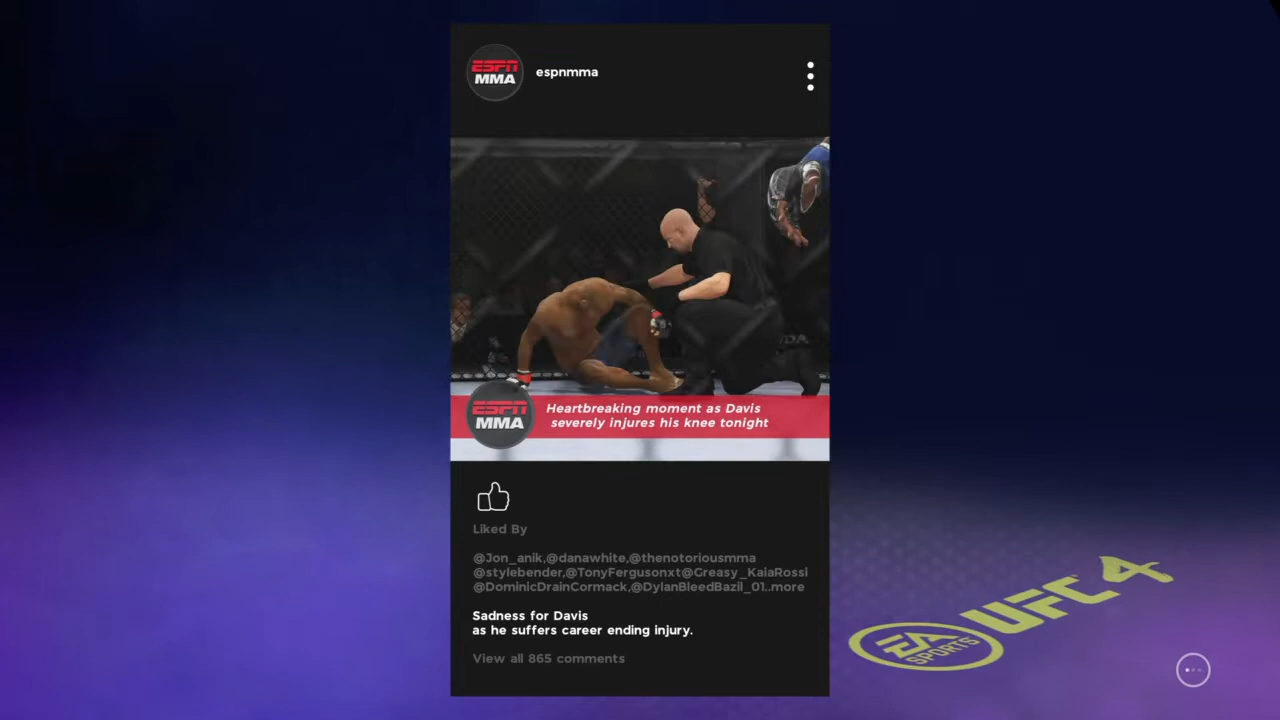 ESPN
MMA
espnmma
ESPN
MMA
Heartbreaking moment as Davis
severely injures his knee tonight
Liked By
@Jon_anik,@danawhite,@thenotoriousmma
@stylebender,@TonyFergusonxt@Greasy_KaiaRossi
@DominicDrainCormack,@DylanBleedBazil_01..more
Sadness for Davis
as he suffers career ending injury.
View all 865 comments
EA
SPORTS
UFC 4